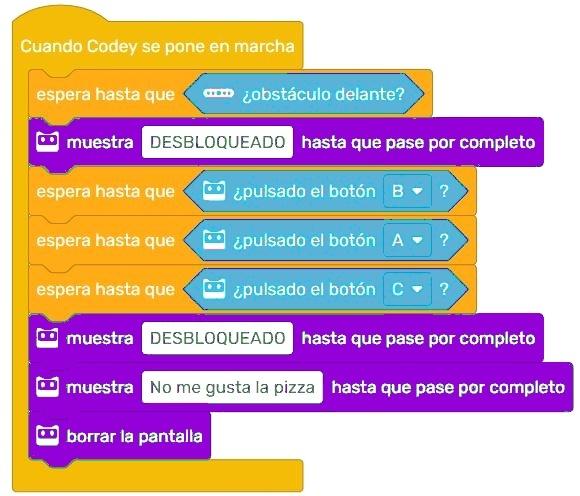 Cuando Codey se pone en marcha
espera hasta que ¿obstáculo delante?
muestra DESBLOQUEADO hasta que pase por completo
espera hasta que ¿pulsado el botón B ?
espera hasta que ¿pulsado el botón A ?
espera hasta que ¿pulsado el botón C ?
muestra DESBLOQUEADO hasta que pase por completo
muestra No me gusta la pizza hasta que pase por completo
borrar la pantalla